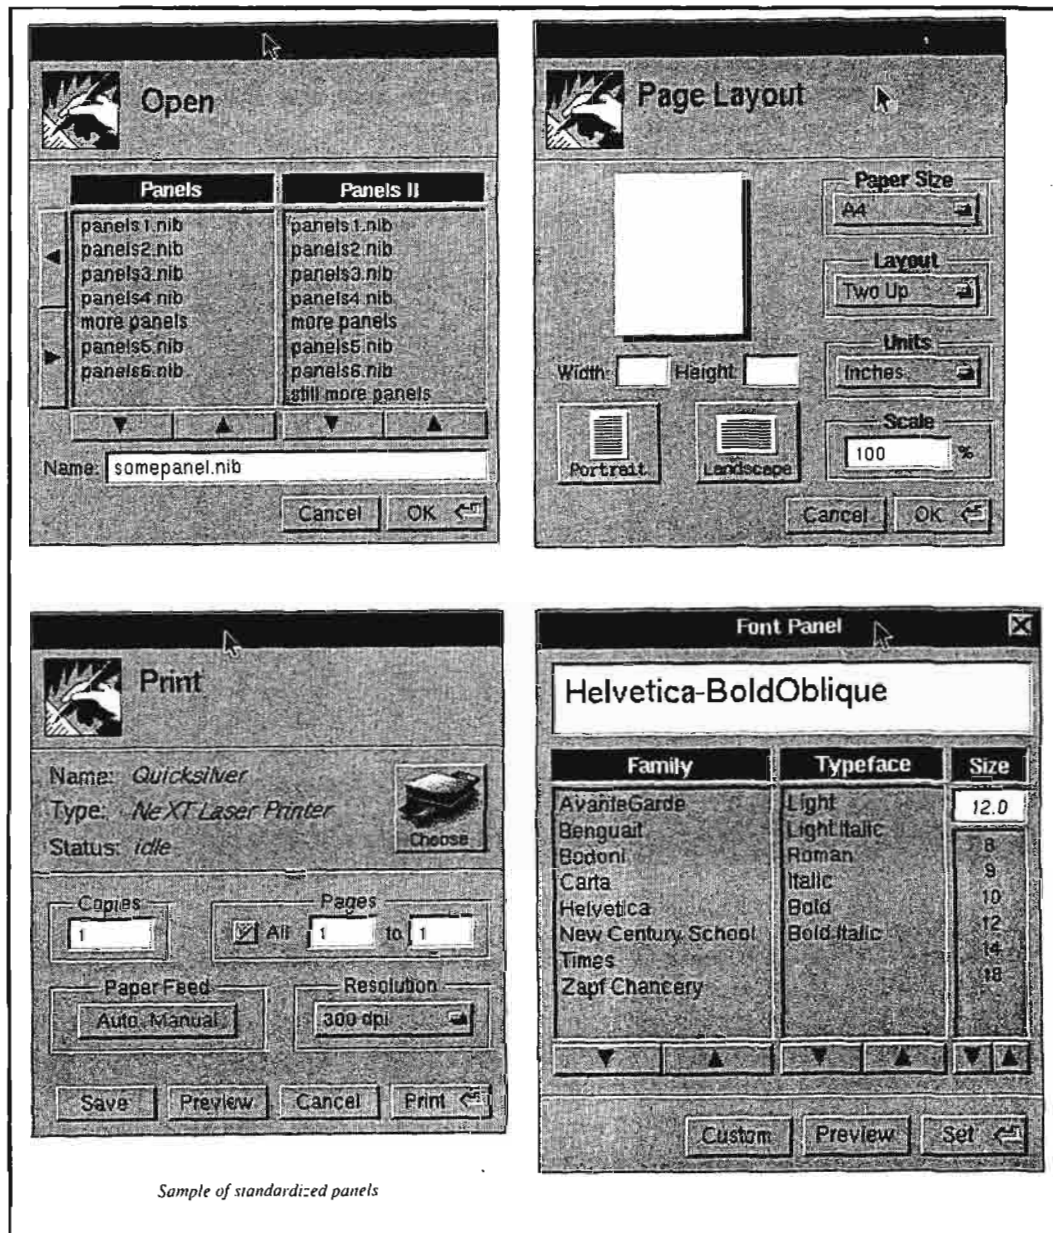 Open
Panels
Panels II
panels1.nib
panels2.nib
panels3.nib
panels4.nib
more panels
panels5.nib
panels6.nib
panels1.nib
panels2.nib
panels3.nib
panels4.nib
more panels
panels5.nib
panels6.nib
still more panels
Name: somepanel.nib
Cancel
OK
Page Layout
Paper Size
A4
Layout
Two Up
Units
Inches
Width:
Height:
Scale
100 %
Portrait
Landscape
Cancel
OK
Print
Name: Quicksilver
Type: NeXT Laser Printer
Status: idle
Choose
Copies
1
Pages
All 1 to 1
Paper Feed
Auto Manual
Resolution
300 dpi
Save
Preview
Cancel
Print
Font Panel
Helvetica-BoldOblique
Family
Typeface
Size
AvanteGarde
Benguait
Bodoni
Carta
Helvetica
New Century School
Times
Zapf Chancery
Light
Light Italic
Roman
Italic
Bold
Bold Italic
12.0
8
9
10
12
14
18
Custom
Preview
Set
Sample of standardized panels